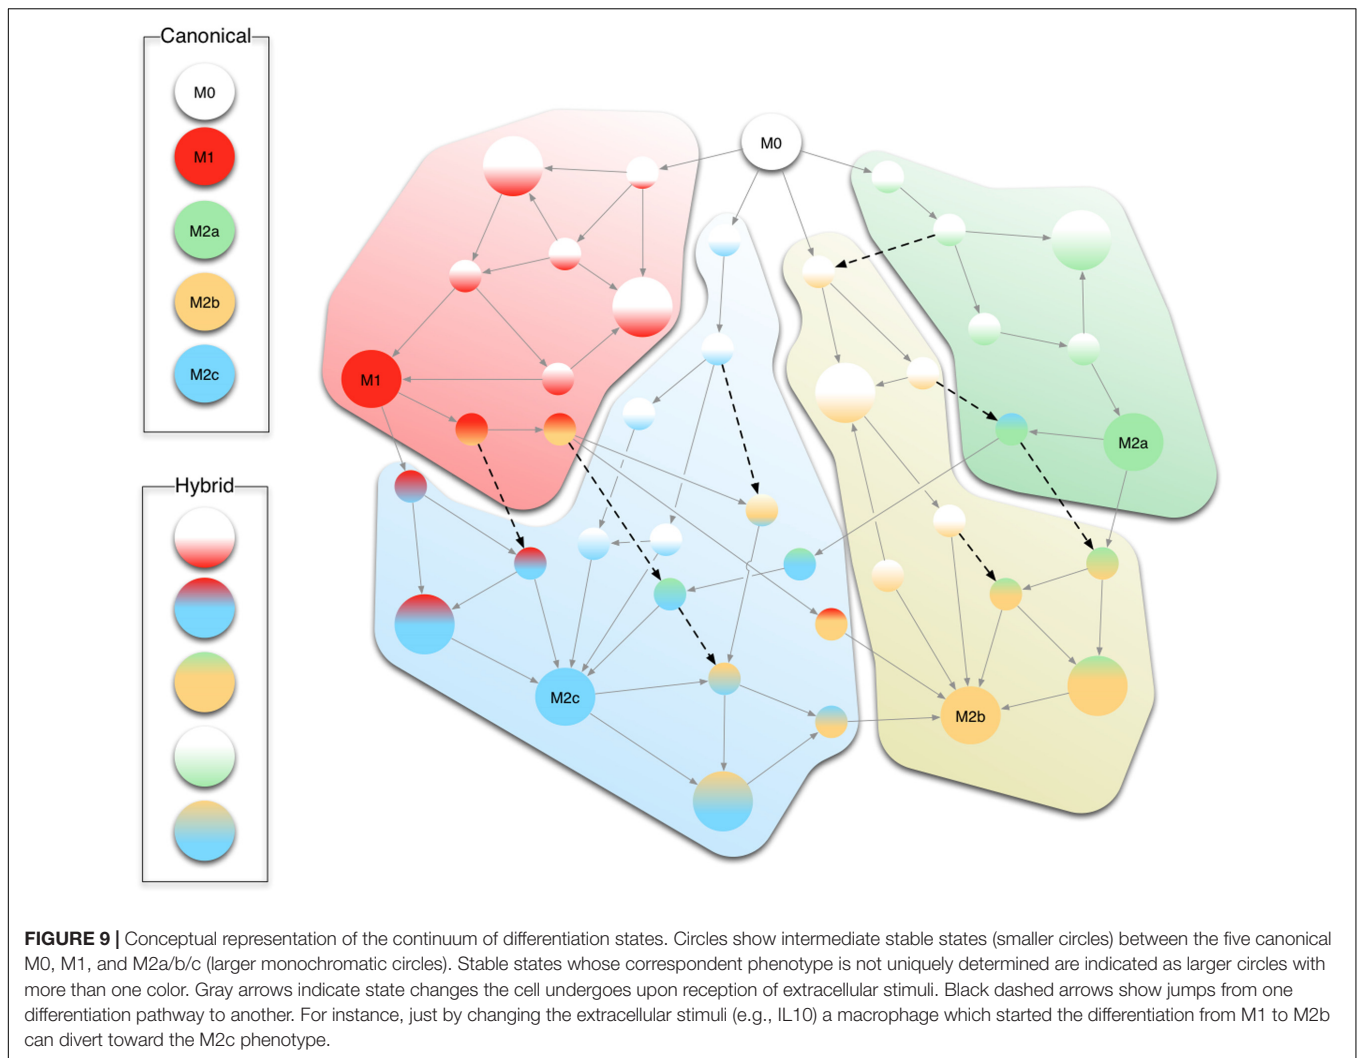 Canonical
M0
M1
M2a
M2b
M2c
Hybrid
M0
M1
M2a
M2c
M2b
FIGURE 9 | Conceptual representation of the continuum of differentiation states. Circles show intermediate stable states (smaller circles) between the five canonical
M0, M1, and M2a/b/c (larger monochromatic circles). Stable states whose correspondent phenotype is not uniquely determined are indicated as larger circles with
more than one color. Gray arrows indicate state changes the cell undergoes upon reception of extracellular stimuli. Black dashed arrows show jumps from one
differentiation pathway to another. For instance, just by changing the extracellular stimuli (e.g., IL10) a macrophage which started the differentiation from M1 to M2b
can divert toward the M2c phenotype.